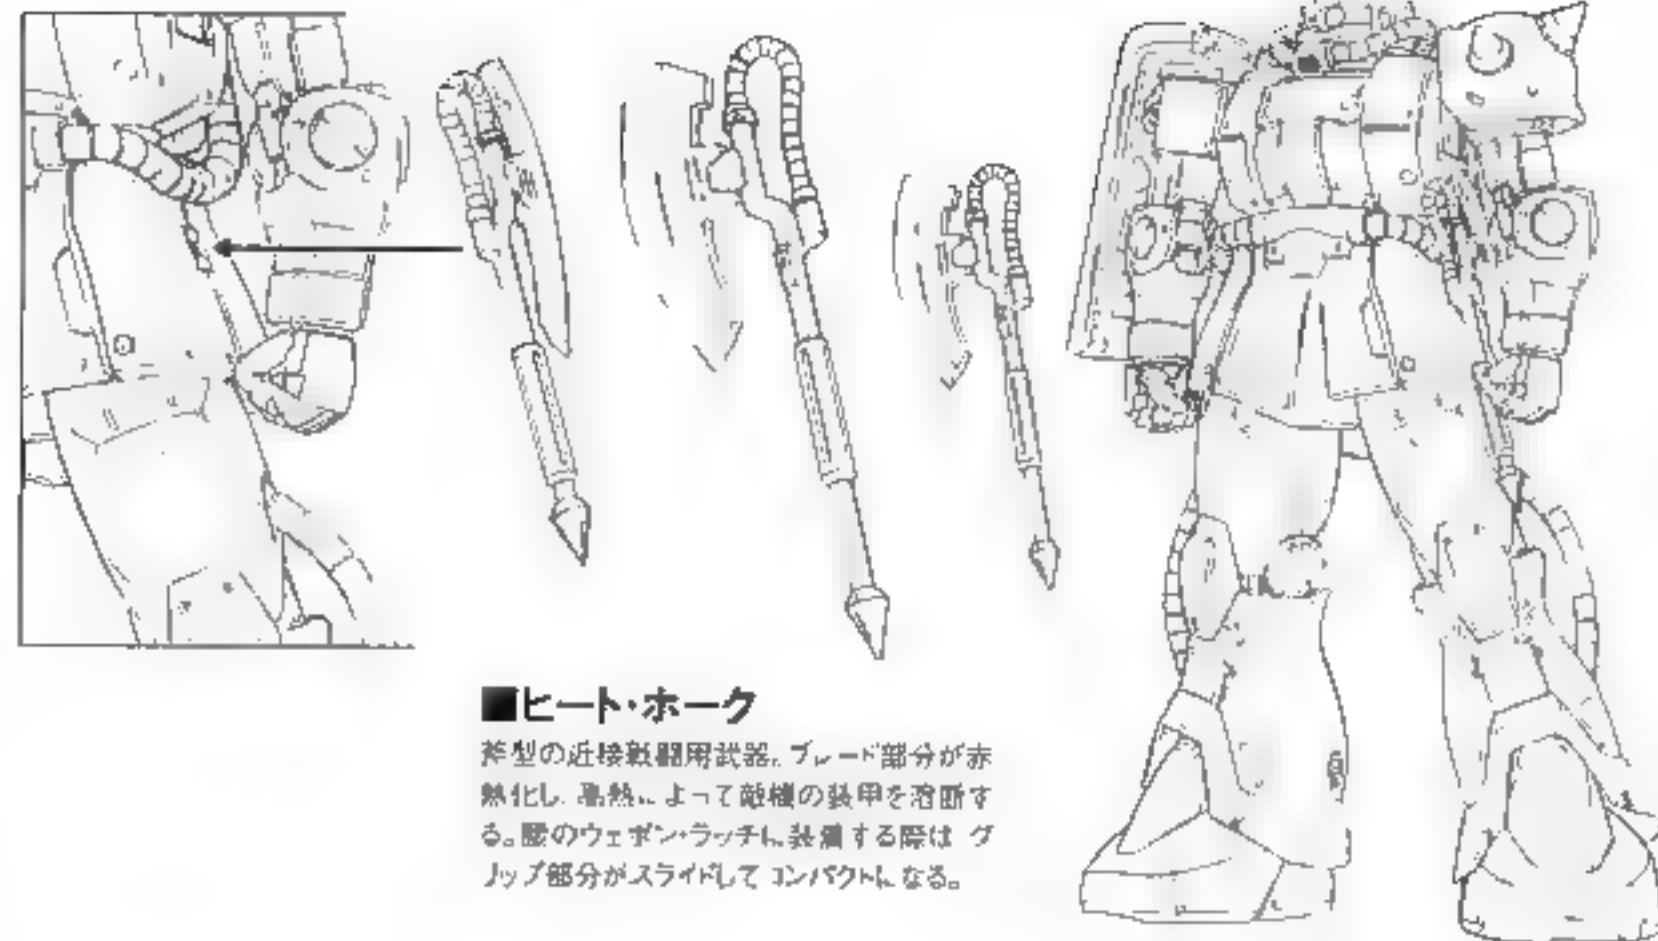 ■ヒート・ホーク
斧型の近接戦闘用武器。ブレード部分が赤
熱化し、高熱によって敵機の装甲を溶断す
る。腰のウェポン・ラッチに装着する際は、グ
リップ部分がスライドしてコンパクトになる。